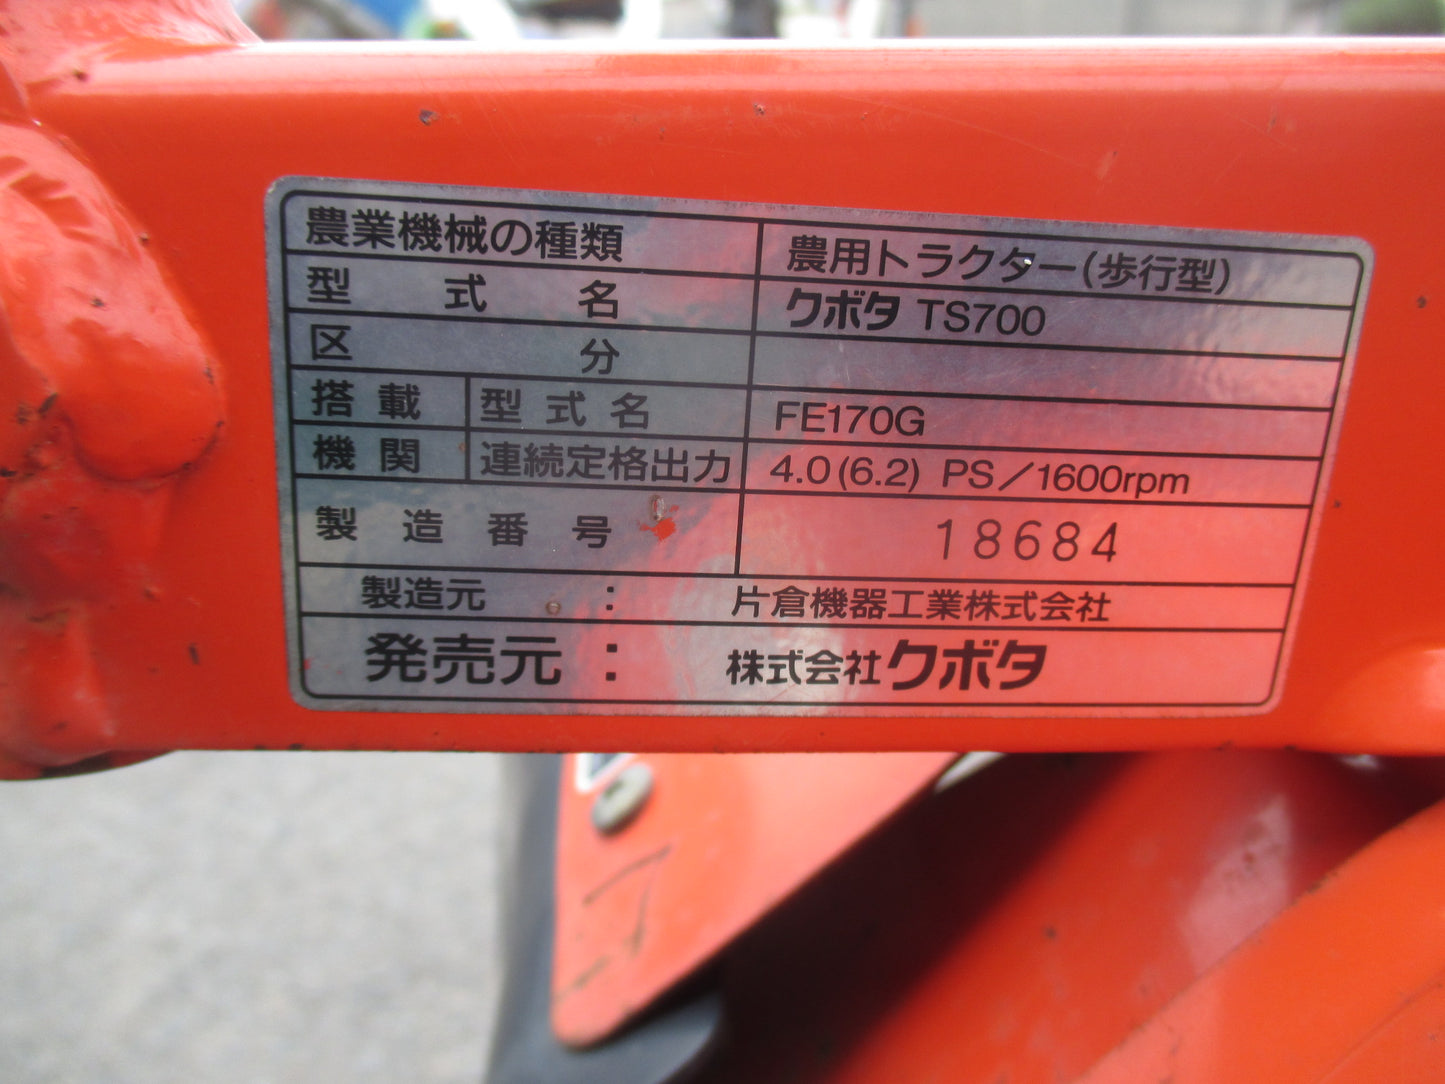 農業機械の種類 農用トラクター(歩行型)
型式名 クボタ TS700
区分
搭載機関 型式名 FE170G
連続定格出力 4.0(6.2) PS/1600rpm
製造番号 18684
製造元 : 片倉機器工業株式会社
発売元 : 株式会社クボタ